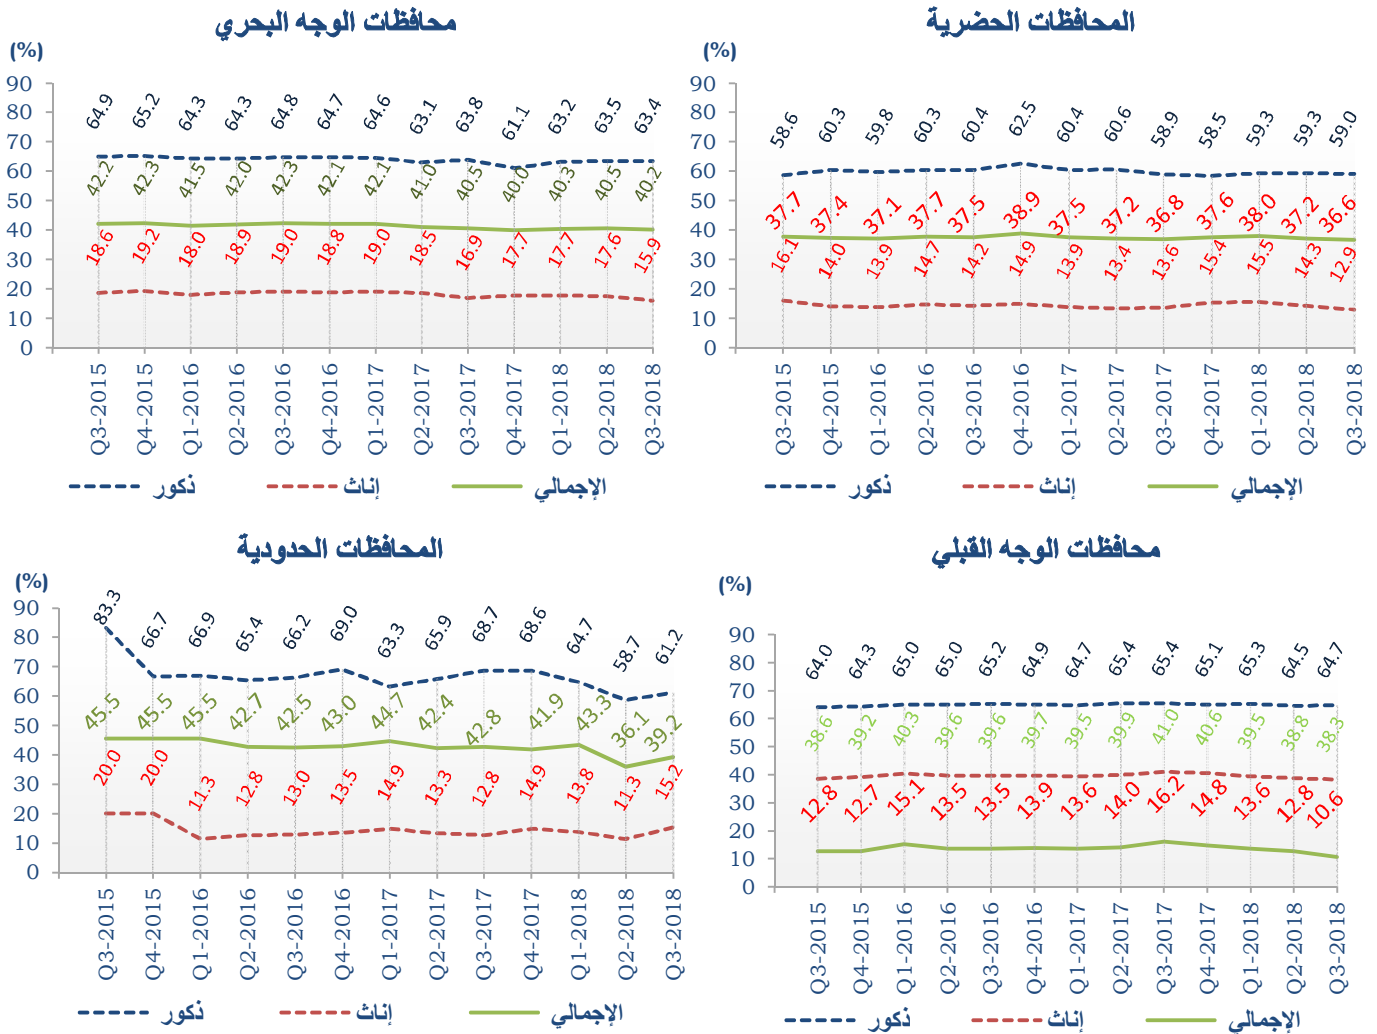 محافظات الوجه البحري
(%)
90
80
70
60
50
40
30
20
10
0
64.9 65.2 64.3 64.3 64.8 64.7 64.6 63.1 63.8 61.1 63.2 63.5 63.4
42.2 42.3 41.5 42.0 42.3 42.1 42.1 41.0 40.5 40.0 40.3 40.5 40.2
18.6 19.2 18.0 18.9 19.0 18.8 19.0 18.5 16.9 17.7 17.7 17.6 15.9
Q3-2015 Q4-2015 Q1-2016 Q2-2016 Q3-2016 Q4-2016 Q1-2017 Q2-2017 Q3-2017 Q4-2017 Q1-2018 Q2-2018 Q3-2018
ذكور إناث الإجمالي
المحافظات الحضرية
(%)
90
80
70
60
50
40
30
20
10
0
58.6 60.3 59.8 60.3 60.4 62.5 60.4 60.6 58.9 58.5 59.3 59.3 59.0
37.7 37.4 37.1 37.7 37.5 38.9 37.5 37.2 36.8 37.6 38.0 37.2 36.6
16.1 14.0 13.9 14.7 14.2 14.9 13.9 13.4 13.6 15.4 15.5 14.3 12.9
Q3-2015 Q4-2015 Q1-2016 Q2-2016 Q3-2016 Q4-2016 Q1-2017 Q2-2017 Q3-2017 Q4-2017 Q1-2018 Q2-2018 Q3-2018
ذكور إناث الإجمالي
المحافظات الحدودية
(%)
90
80
70
60
50
40
30
20
10
0
83.3 66.7 66.9 65.4 66.2 69.0 63.3 65.9 68.7 68.6 64.7 58.7 61.2
45.5 45.5 45.5 42.7 42.5 43.0 44.7 42.4 42.8 41.9 43.3 36.1 39.2
20.0 20.0 11.3 12.8 13.0 13.5 14.9 13.3 12.8 14.9 13.8 11.3 15.2
Q3-2015 Q4-2015 Q1-2016 Q2-2016 Q3-2016 Q4-2016 Q1-2017 Q2-2017 Q3-2017 Q4-2017 Q1-2018 Q2-2018 Q3-2018
ذكور إناث الإجمالي
محافظات الوجه القبلي
(%)
90
80
70
60
50
40
30
20
10
0
64.0 64.3 65.0 65.0 65.2 64.9 64.7 65.4 65.4 65.1 65.3 64.5 64.7
38.6 39.2 40.3 39.6 39.6 39.7 39.5 39.9 41.0 40.6 39.5 38.8 38.3
12.8 12.7 15.1 13.5 13.5 13.9 13.6 14.0 16.2 14.8 13.6 12.8 10.6
Q3-2015 Q4-2015 Q1-2016 Q2-2016 Q3-2016 Q4-2016 Q1-2017 Q2-2017 Q3-2017 Q4-2017 Q1-2018 Q2-2018 Q3-2018
ذكور إناث الإجمالي